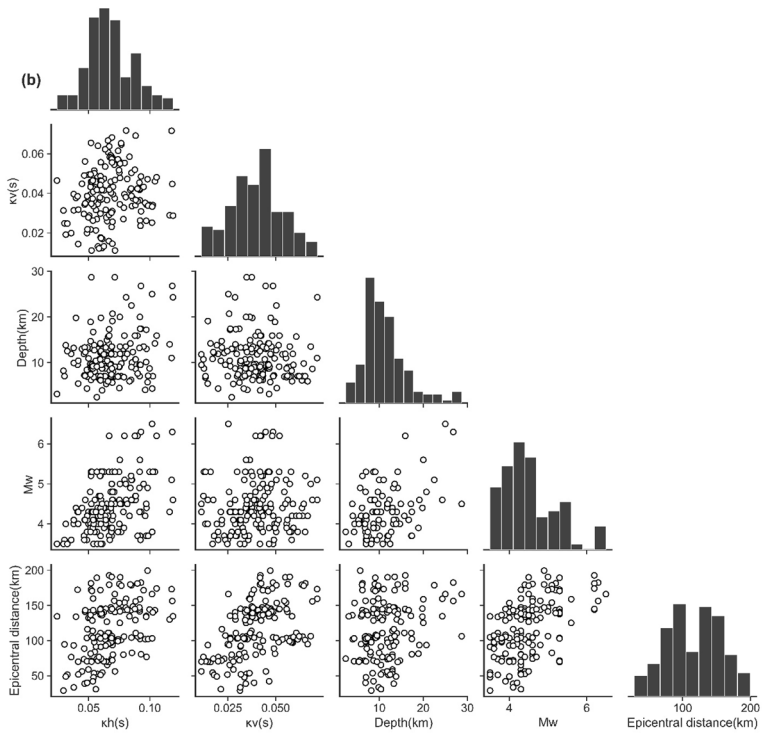 (b)
κv(s)
0.06
0.04
0.02
Depth(km)
30
20
10
Mw
6
5
4
Epicentral distance(km)
200
150
100
50
0.05 0.10
κh(s)
0.025 0.050
κv(s)
0 10 20 30
Depth(km)
4 6
Mw
100 200
Epicentral distance(km)